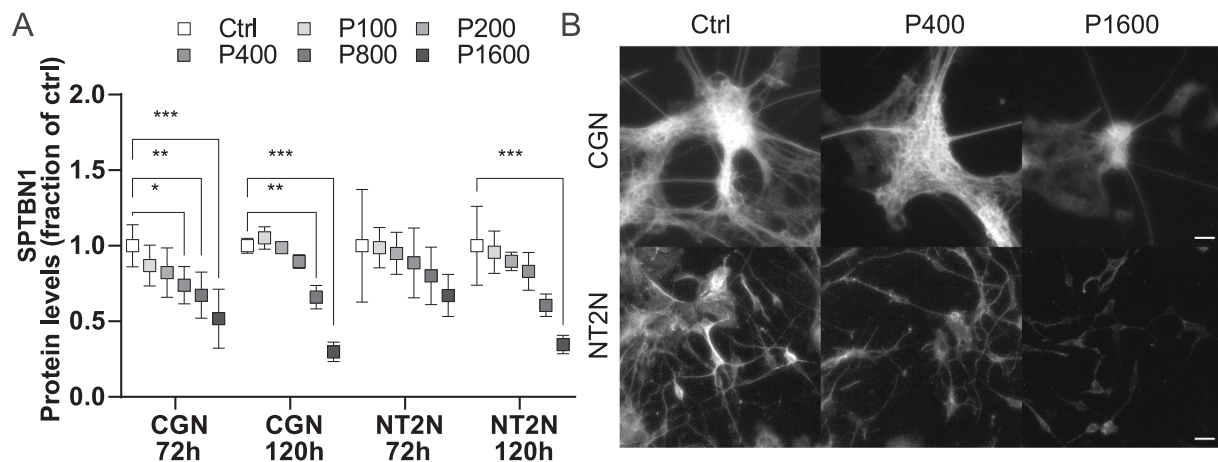 A
Ctrl P100 P200
P400 P800 P1600
SPTBN1
Protein levels (fraction of ctrl)
2.0
1.5
1.0
0.5
0.0
***
**
*
***
**
***
CGN CGN NT2N NT2N
72h 120h 72h 120h
B
Ctrl P400 P1600
CGN
NT2N